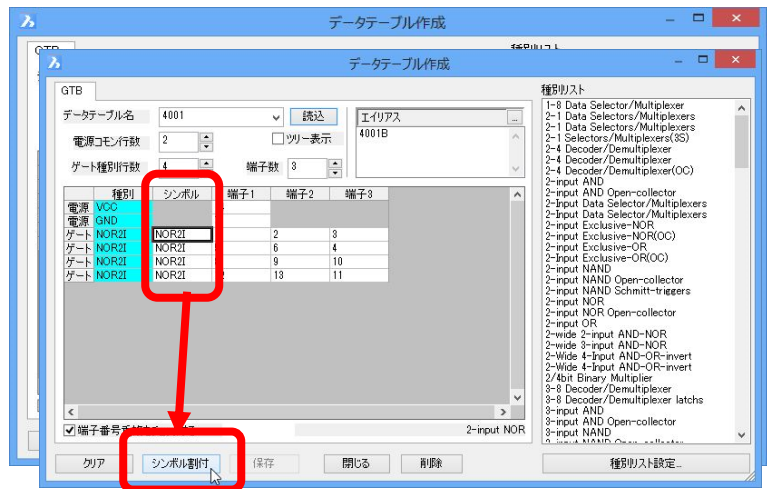 データテーブル作成
データテーブル作成
GTB
種別リスト
データテーブル名 4001 読込 エイリアス ...
電源コモン行数 2 ツリー表示 4001B
ゲート種別行数 4 端子数 3
種別 シンボル 端子1 端子2 端子3
電源 VCC
電源 GND
ゲート NOR2I NOR2I 2 3
ゲート NOR2I NOR2I 6 4
ゲート NOR2I NOR2I 9 10
ゲート NOR2I NOR2I 13 11
2-input NOR
クリア シンボル割付 保存 閉じる 削除
1-8 Data Selector/Multiplexer
2-1 Data Selectors/Multiplexers
2-1 Data Selectors/Multiplexers
2-1 Selectors/Multiplexers(3S)
2-4 Decoder/Demultiplexer
2-4 Decoder/Demultiplexer
2-4 Decoder/Demultiplexer(OC)
2-input AND
2-input AND Open-collector
2-Input Data Selector/Multiplexers
2-Input Data Selector/Multiplexers
2-input Exclusive-NOR
2-input Exclusive-NOR(OC)
2-input Exclusive-OR
2-Input Exclusive-OR(OC)
2-input NAND
2-input NAND Open-collector
2-input NAND Schmitt-triggers
2-input NOR
2-input NOR Open-collector
2-input OR
2-wide 2-input AND-NOR
2-wide 3-input AND-NOR
2-Wide 4-Input AND-OR-invert
2-Wide 4-Input AND-OR-invert
2/4bit Binary Multiplier
3-8 Decoder/Demultiplexer
3-8 Decoder/Demultiplexer latchs
3-input AND
3-input AND Open-collector
3-input NAND
3-input NAND Open-collector
種別リスト設定...